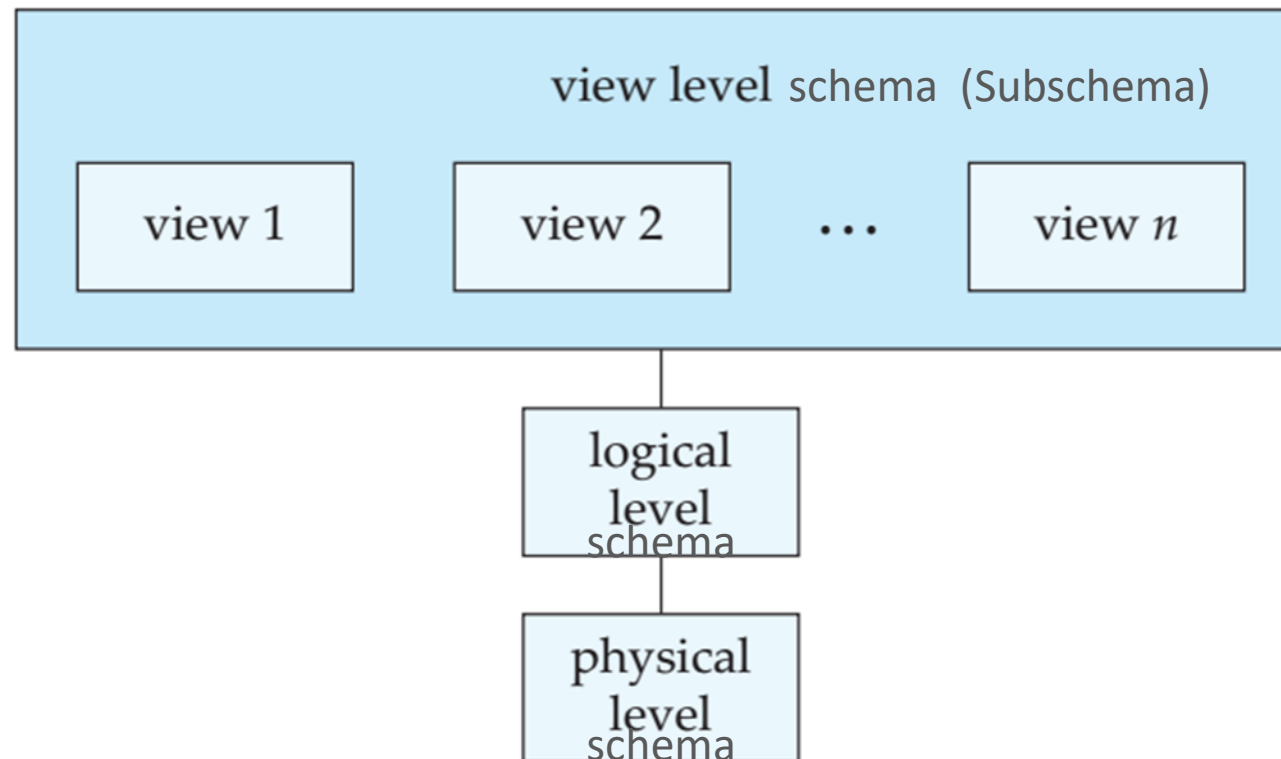 view level schema (Subschema)
view 1 view 2 ... view n
logical
level
schema
physical
level
schema